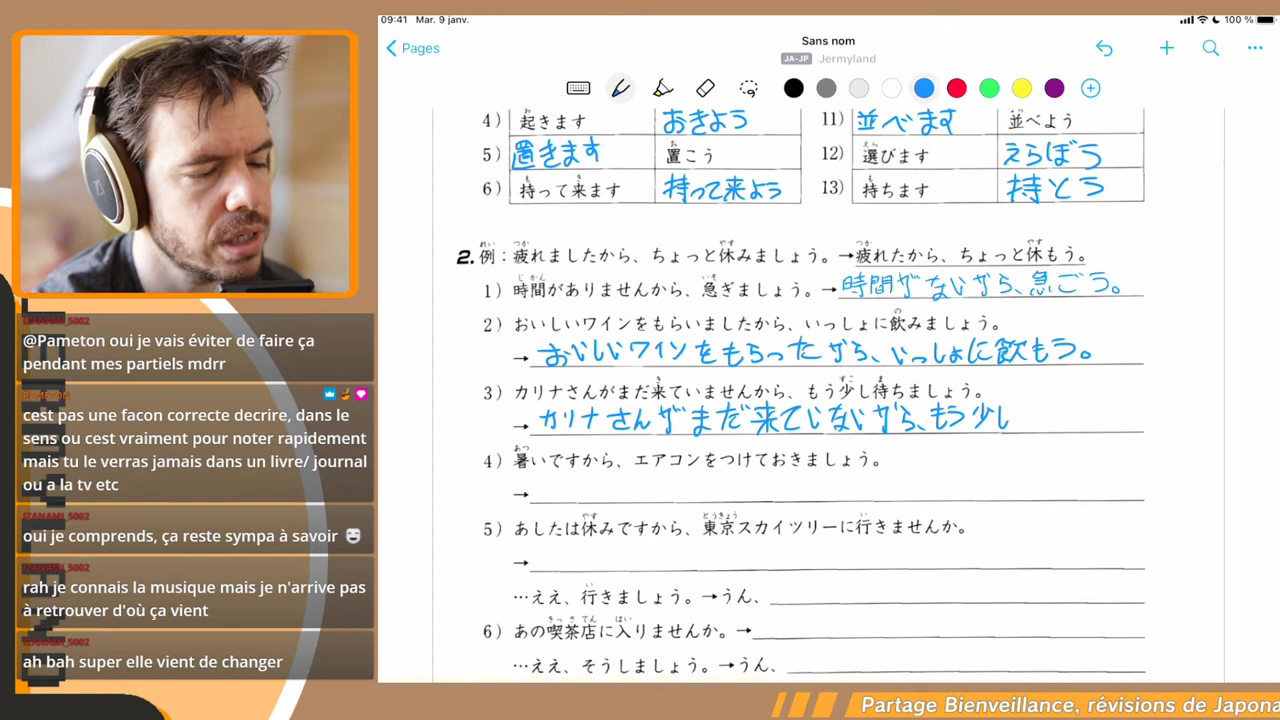 09:41 Mar. 9 janv.
100 %
Pages
Sans nom
JA-JP Jermyland
4) 起きます おきよう 11) 並べます 並べよう
5) 置きます 置こう 12) 選びます えらぼう
6) 持って来ます 持って来よう 13) 持ちます 持とう
2. 例：疲れましたから、ちょっと休みましょう。→疲れたから、ちょっと休もう。
1) 時間がありませんから、急ぎましょう。→時間がないから、急ごう。
2) おいしいワインをもらいましたから、いっしょに飲みましょう。
→おいしいワインをもらったから、いっしょに飲もう。
3) カリナさんがまだ来ていませんから、もう少し待ちましょう。
→カリナさんがまだ来ていないから、もう少し
4) 暑いですから、エアコンをつけておきましょう。
→
5) あしたは休みですから、東京スカイツリーに行きませんか。
→
…ええ、行きましょう。→うん、
6) あの喫茶店に入りませんか。→
…ええ、そうしましょう。→うん、
IZANAMI_5002
@Pameton oui je vais éviter de faire ça
pendant mes partiels mdrr
PAMETON
cest pas une facon correcte decrire, dans le
sens ou cest vraiment pour noter rapidement
mais tu le verras jamais dans un livre/ journal
ou a la tv etc
IZANAMI_5002
oui je comprends, ça reste sympa à savoir
IZANAMI_5002
rah je connais la musique mais je n'arrive pas
à retrouver d'où ça vient
IZANAMI_5002
ah bah super elle vient de changer
Partage Bienveillance, révisions de Japona